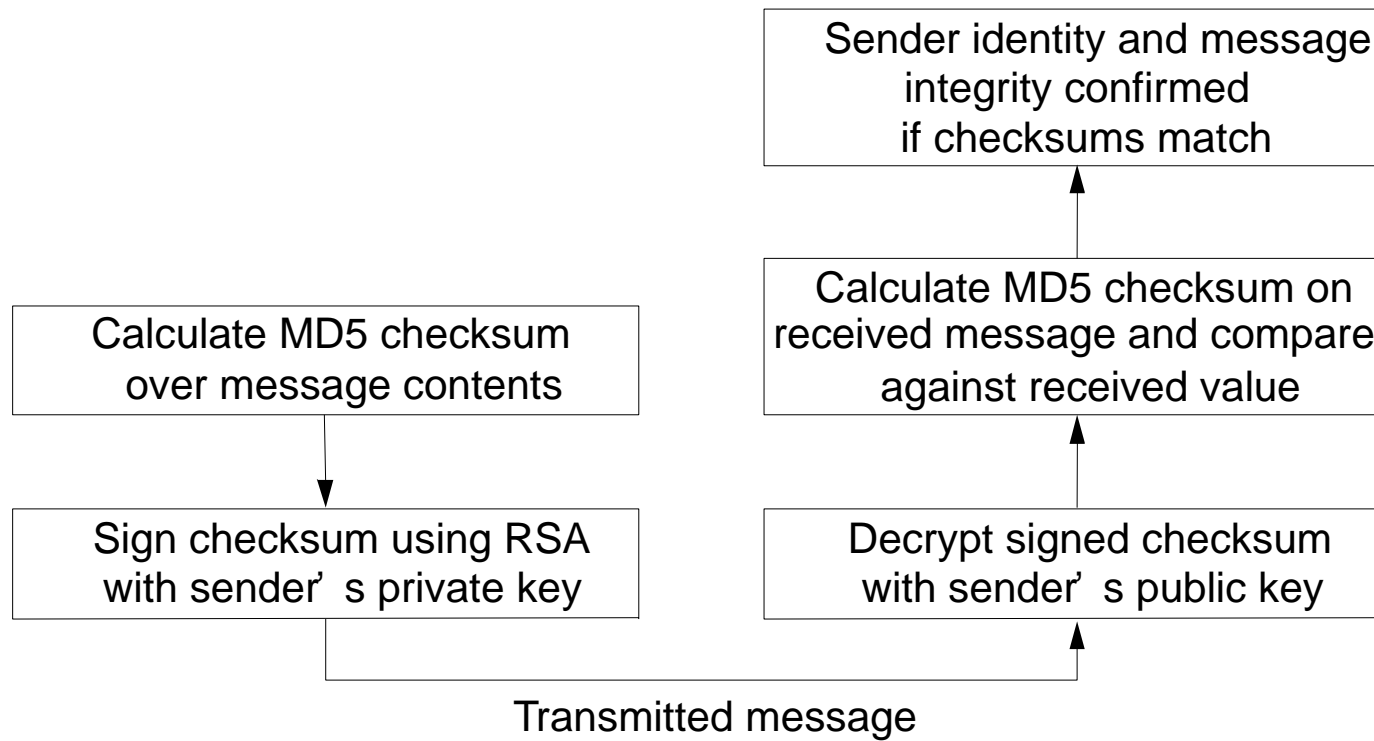 Sender identity and message
integrity confirmed
if checksums match
Calculate MD5 checksum
over message contents
Calculate MD5 checksum on
received message and compare
against received value
Sign checksum using RSA
with sender’ s private key
Decrypt signed checksum
with sender’ s public key
Transmitted message